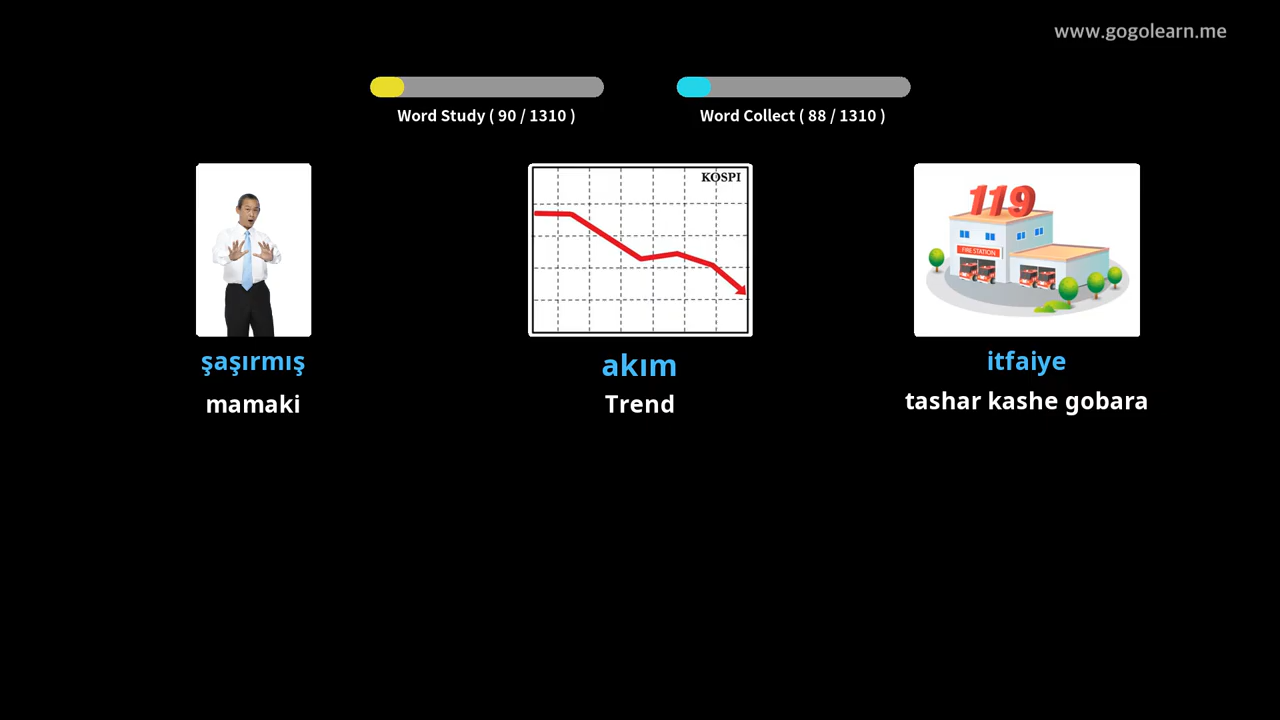 www.gogolearn.me
Word Study ( 90 / 1310 )
Word Collect ( 88 / 1310 )
KOSPI
119
FIRE STATION
şaşırmış
akım
itfaiye
mamaki
Trend
tashar kashe gobara